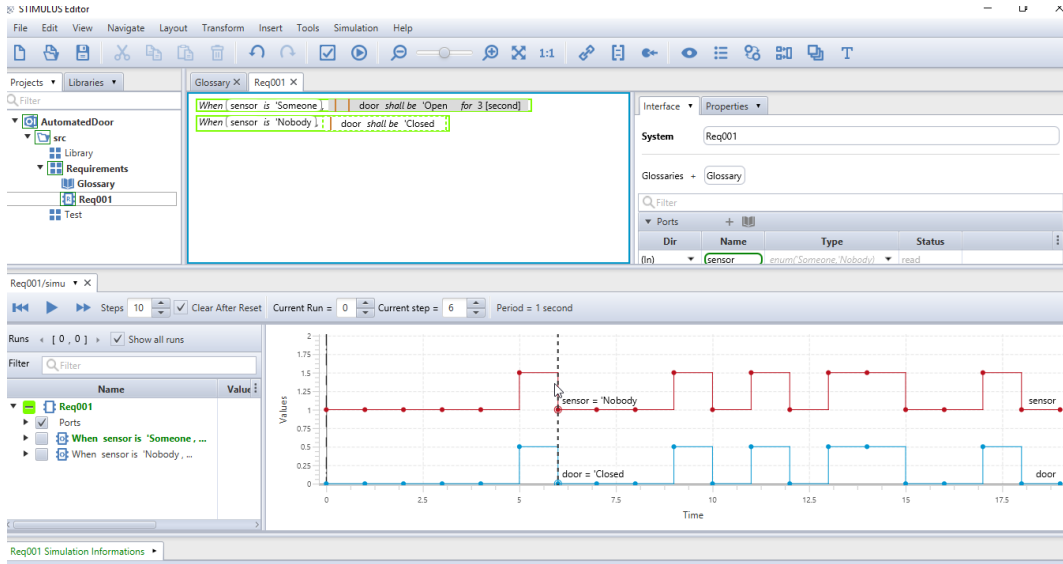 STIMULUS Editor
File Edit View Navigate Layout Transform Insert Tools Simulation Help
1:1 T
Projects Libraries Glossary Req001
Filter
AutomatedDoor
src
Library
Requirements
Glossary
Req001
Test
When sensor is 'Someone, door shall be 'Open for 3 [second]
When sensor is 'Nobody, door shall be 'Closed
Interface Properties
System Req001
Glossaries + Glossary
Filter
Ports +
Dir Name Type Status
(In) sensor enum('Someone,'Nobody) read
Req001/simu
Steps 10 Clear After Reset Current Run = 0 Current step = 6 Period = 1 second
Runs [ 0 , 0 ] Show all runs
Filter Filter
Name Value
Req001
Ports
When sensor is 'Someone , ...
When sensor is 'Nobody , ...
Values
2
1.75
1.5
1.25
1
0.75
0.5
0.25
0
sensor = 'Nobody sensor
door = 'Closed door
0 2.5 5 7.5 10 12.5 15 17.5
Time
Req001 Simulation Informations